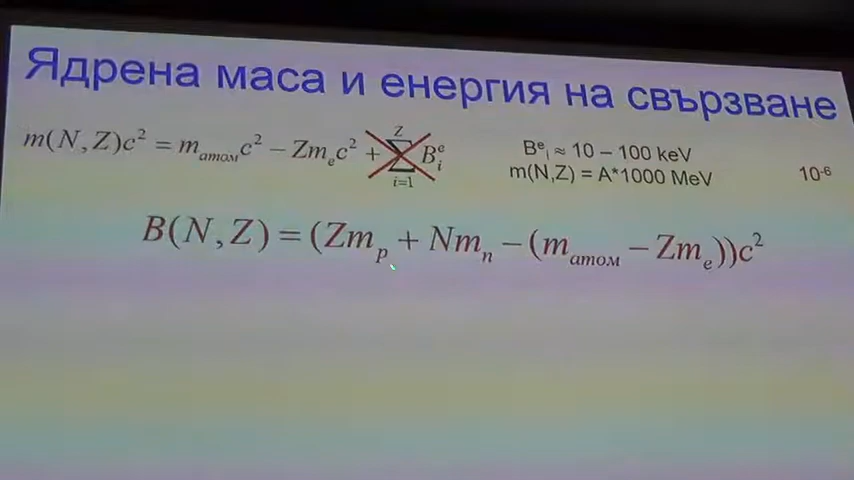 Ядрена маса и енергия на свързване
m(N,Z)c² = m_атом c² − Zm_e c² + ∑_{i=1}^{Z} B_i^e
B^e_i ≈ 10 – 100 keV
m(N,Z) = A*1000 MeV
10⁻⁶
B(N,Z) = (Zm_p + Nm_n − (m_атом − Zm_e))c²